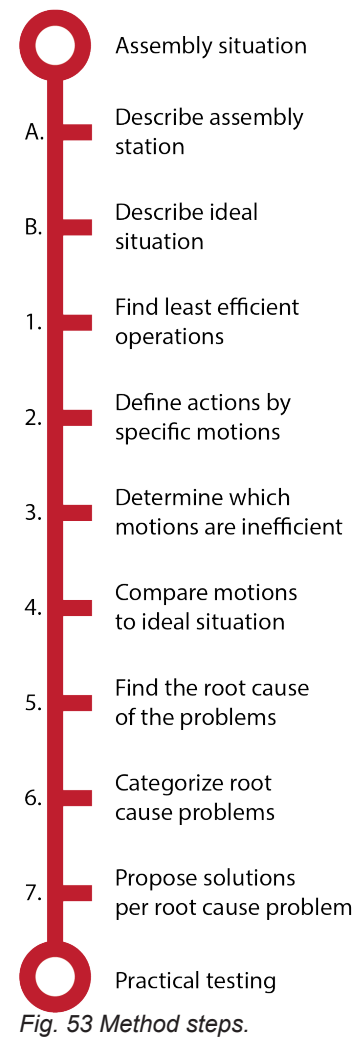 Assembly situation
A. Describe assembly
station
B. Describe ideal
situation
1. Find least efficient
operations
2. Define actions by
specific motions
3. Determine which
motions are inefficient
4. Compare motions
to ideal situation
5. Find the root cause
of the problems
6. Categorize root
cause problems
7. Propose solutions
per root cause problem
Practical testing
Fig. 53 Method steps.